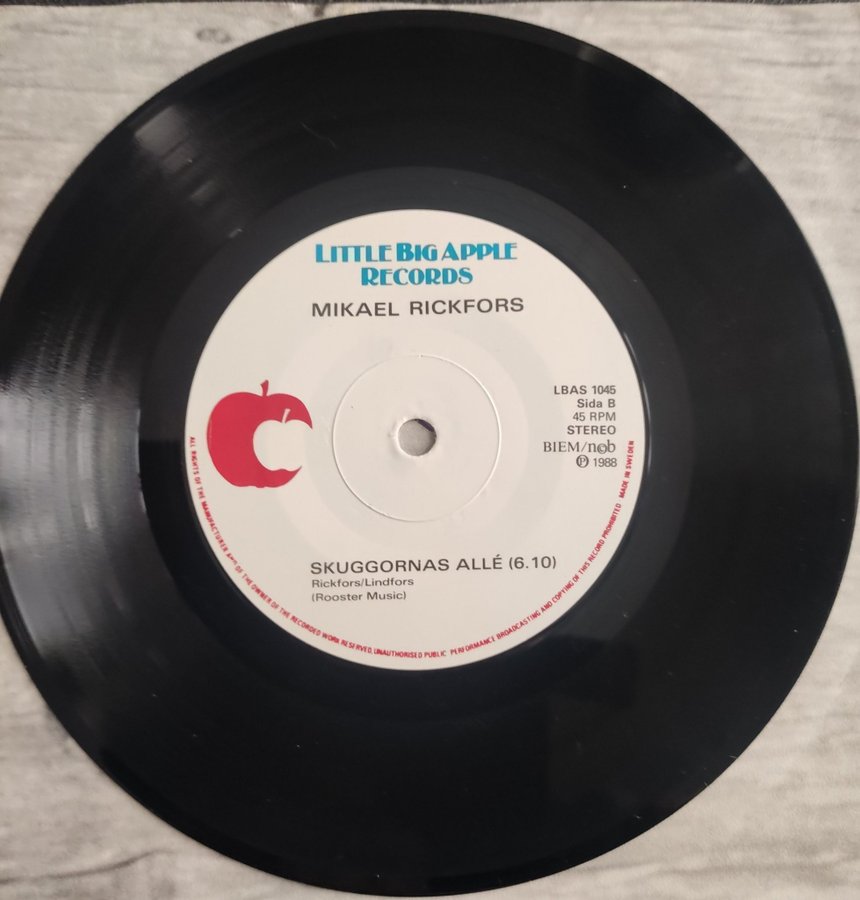 LITTLE BIG APPLE
RECORDS
MIKAEL RICKFORS
LBAS 1045
Sida B
45 RPM
STEREO
BIEM/n©b
Ⓟ 1988
SKUGGORNAS ALLÉ (6.10)
Rickfors/Lindfors
(Rooster Music)
ALL RIGHTS OF THE MANUFACTURER AND OF THE OWNER OF THE RECORDED WORK RESERVED, UNAUTHORISED PUBLIC PERFORMANCE BROADCASTING AND COPYING OF THIS RECORD PROHIBITED MADE IN SWEDEN